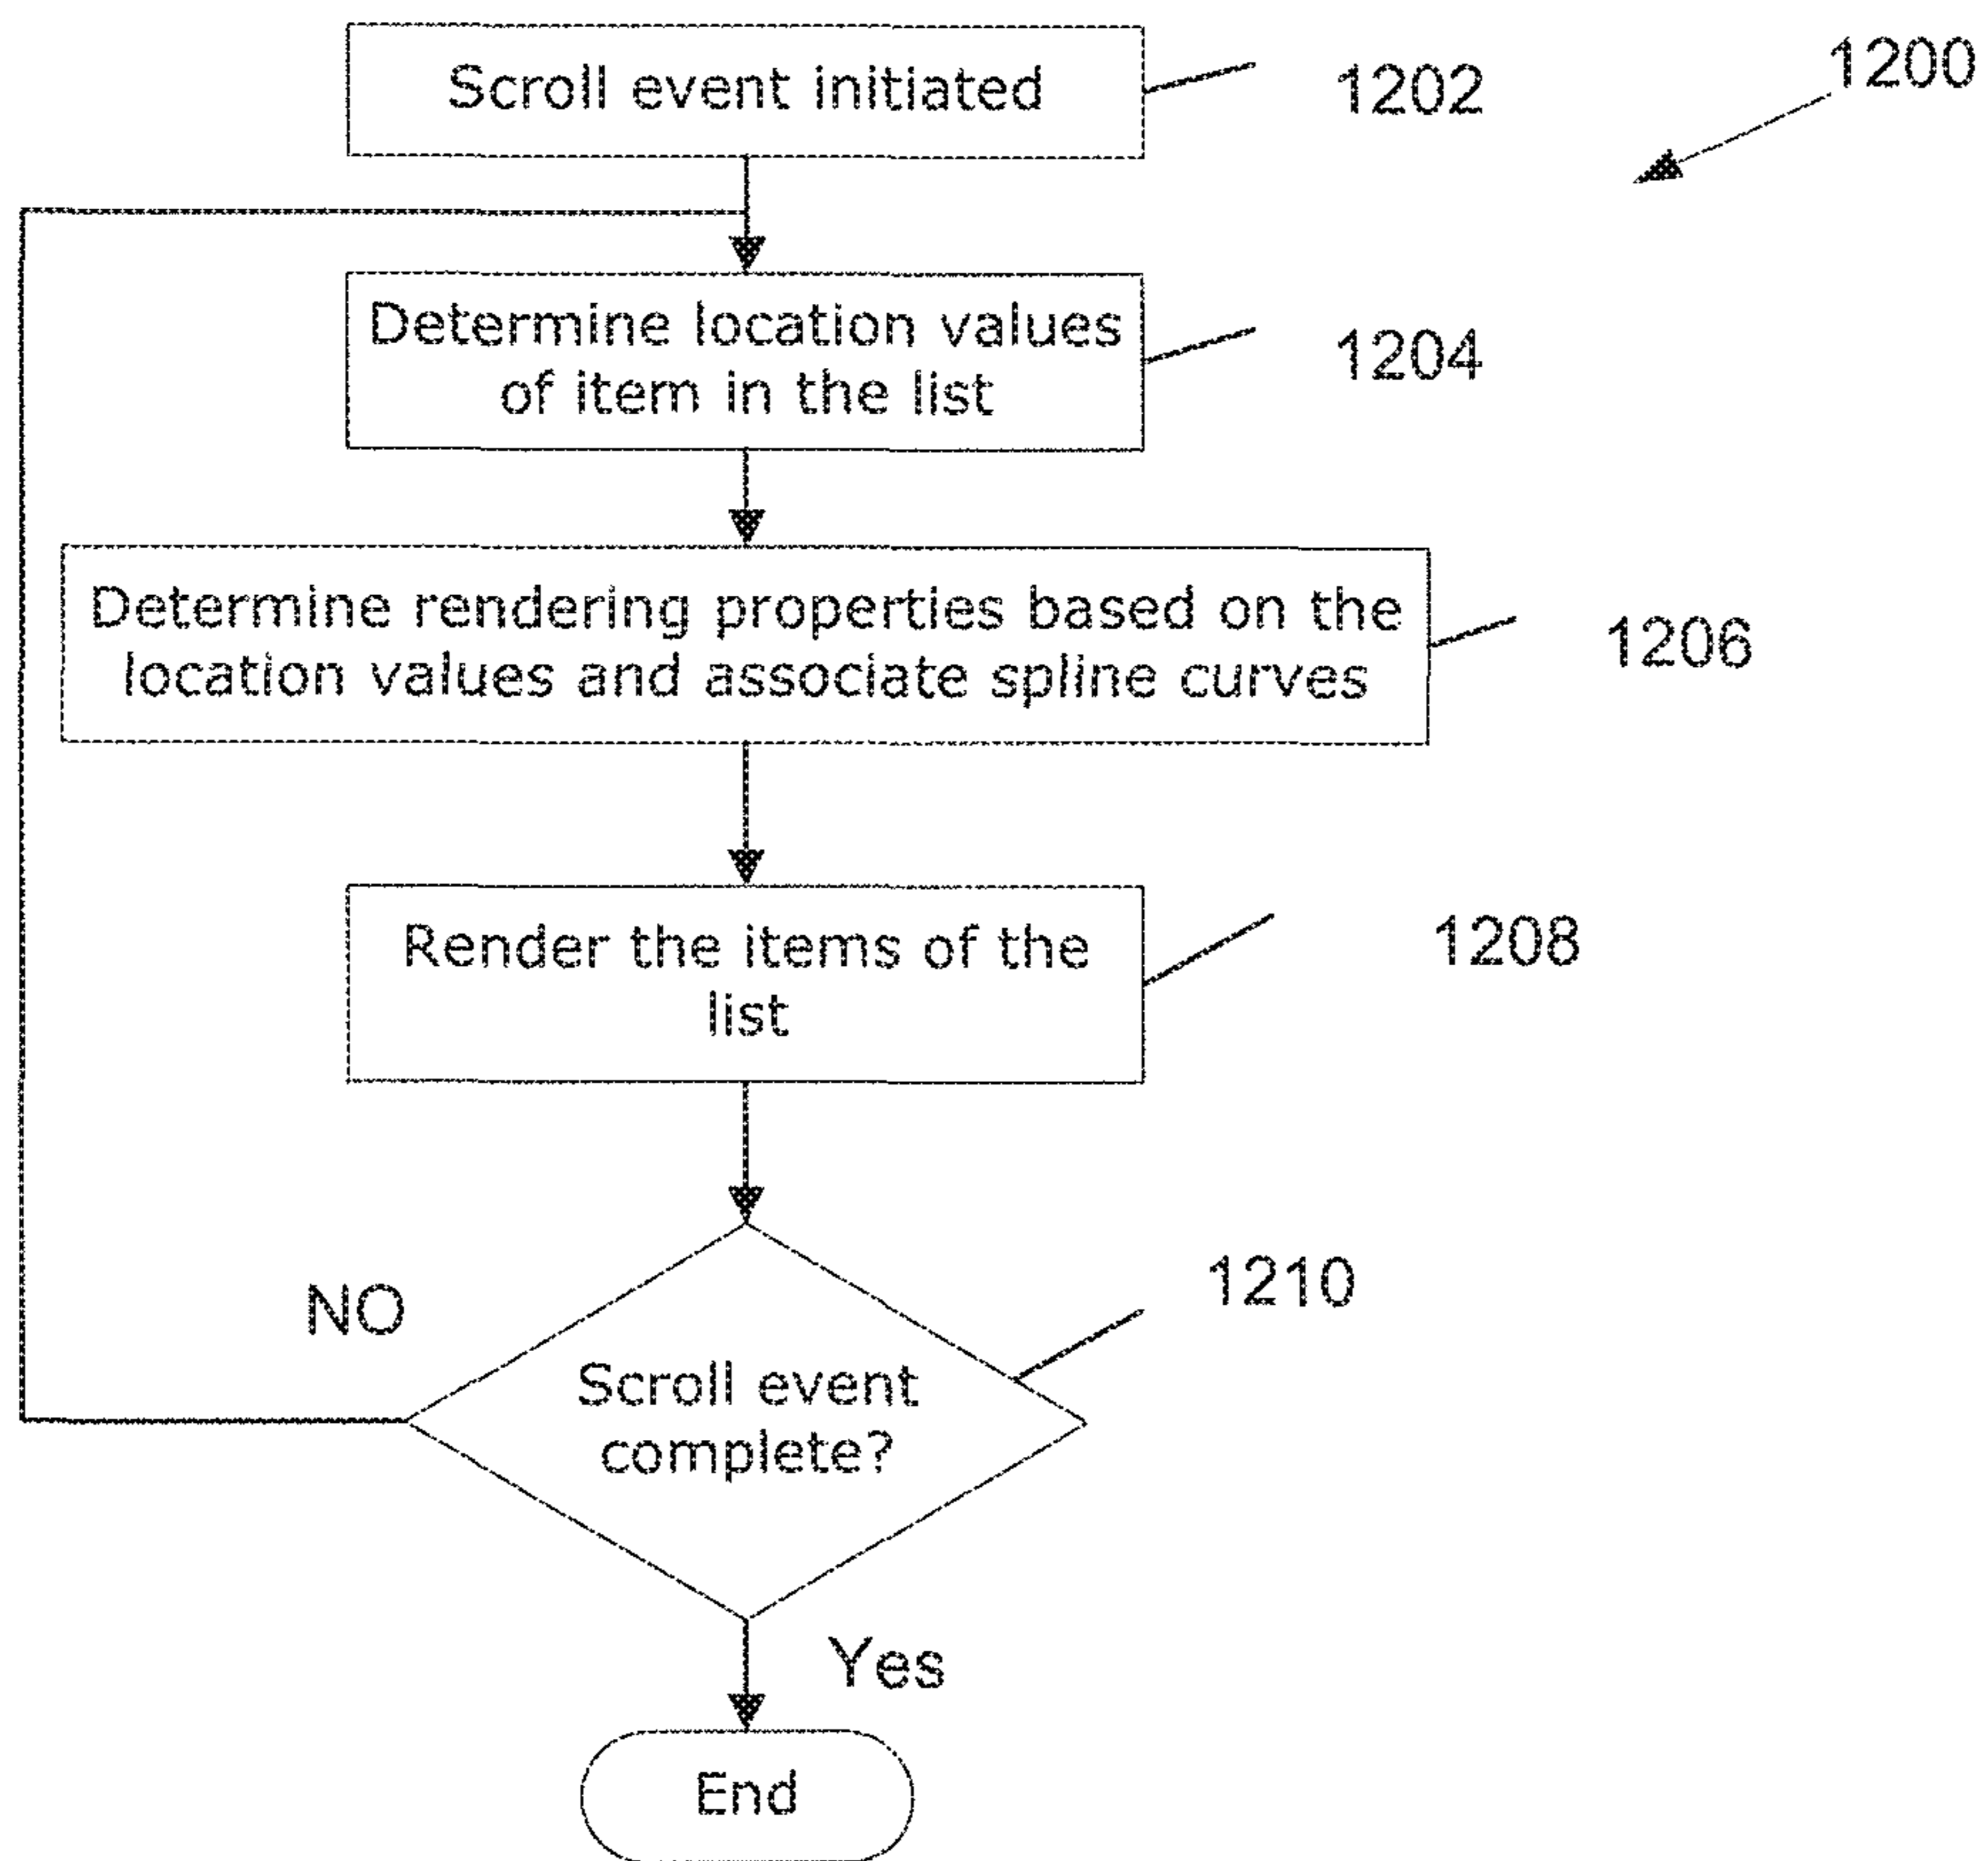 Scroll event initiated
1202
1200
Determine location values
of item in the list
1204
Determine rendering properties based on the
location values and associate spline curves
1206
Render the items of the
list
1208
NO
Scroll event
complete?
1210
Yes
End